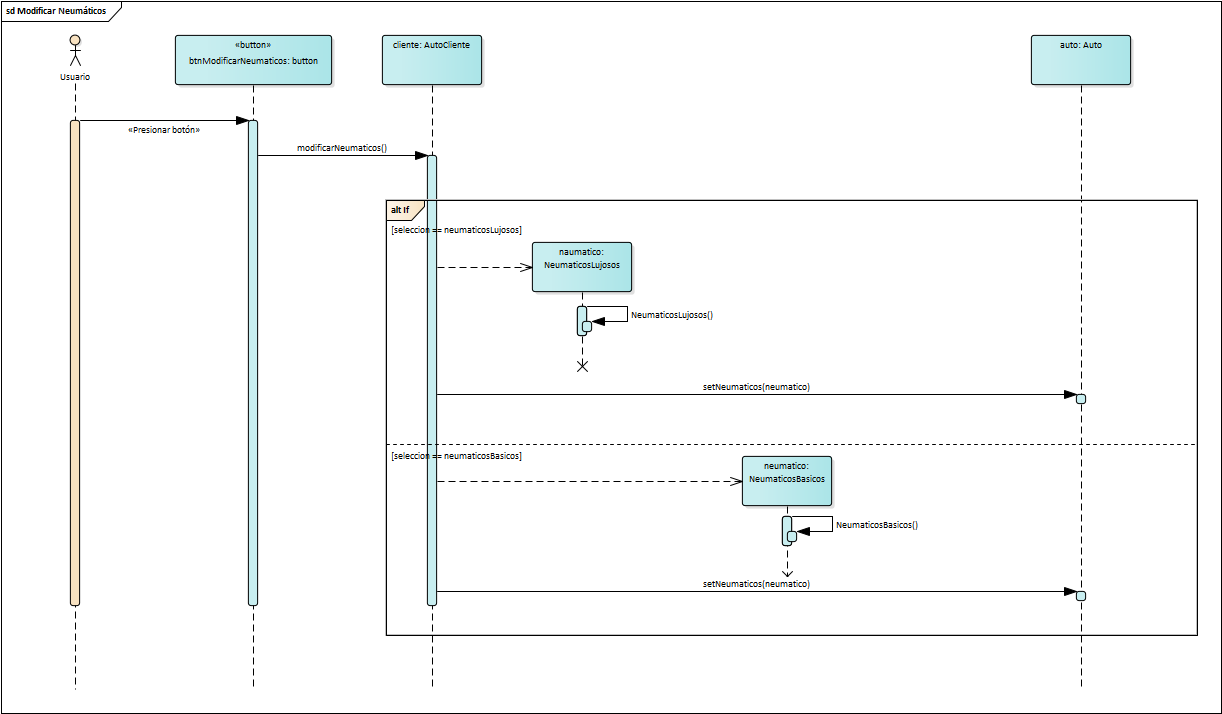 sd Modificar Neumáticos
Usuario
«button»
btnModificarNeumaticos: button
cliente: AutoCliente
auto: Auto
«Presionar botón»
modificarNeumaticos()
alt If
[seleccion == neumaticosLujosos]
naumatico:
NeumaticosLujosos
NeumaticosLujosos()
setNeumaticos(neumatico)
[seleccion == neumaticosBasicos]
neumatico:
NeumaticosBasicos
NeumaticosBasicos()
setNeumaticos(neumatico)